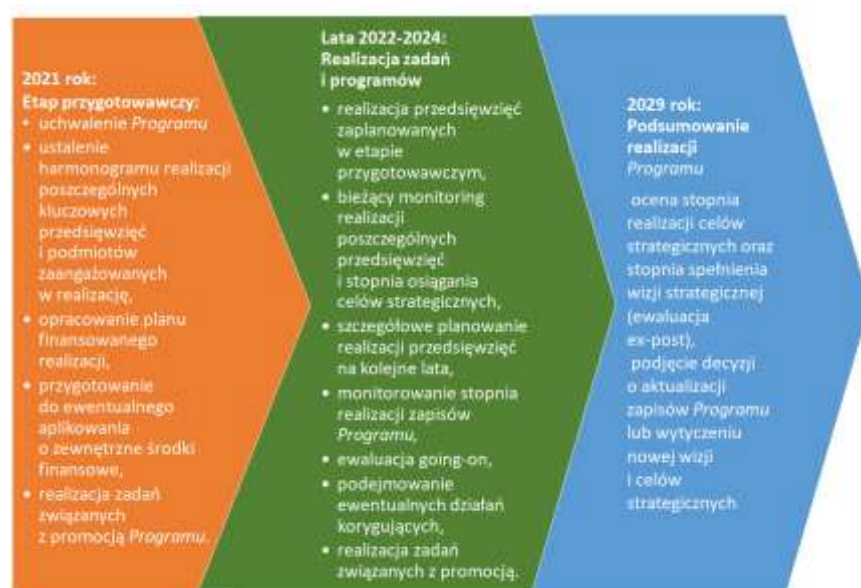 2021 rok:
Etap przygotowawczy:
• uchwalenie Programu
• ustalenie
harmonogramu realizacji
poszczególnych
kluczowych
przedsięwzięć
i podmiotów
zaangażowanych
w realizację,
• opracowanie planu
finansowanego
realizacji,
• przygotowanie
do ewentualnego
aplikowania
o zewnętrzne środki
finansowe,
• realizacja zadań
związanych
z promocją Programu.
Lata 2022-2024:
Realizacja zadań
i programów
• realizacja przedsięwzięć
zaplanowanych
w etapie
przygotowawczym,
• bieżący monitoring
realizacji
poszczególnych
przedsięwzięć
i stopnia osiągania
celów strategicznych,
• szczegółowe planowanie
realizacji przedsięwzięć
na kolejne lata,
• monitorowanie stopnia
realizacji zapisów
Programu,
• ewaluacja going-on,
• podejmowanie
ewentualnych działań
korygujących,
• realizacja zadań
związanych z promocją.
2029 rok:
Podsumowanie
realizacji
Programu
ocena stopnia
realizacji celów
strategicznych oraz
stopnia spełnienia
wizji strategicznej
(ewaluacja
ex-post),
podjęcie decyzji
o aktualizacji
zapisów Programu
lub wytyczeniu
nowej wizji
i celów
strategicznych